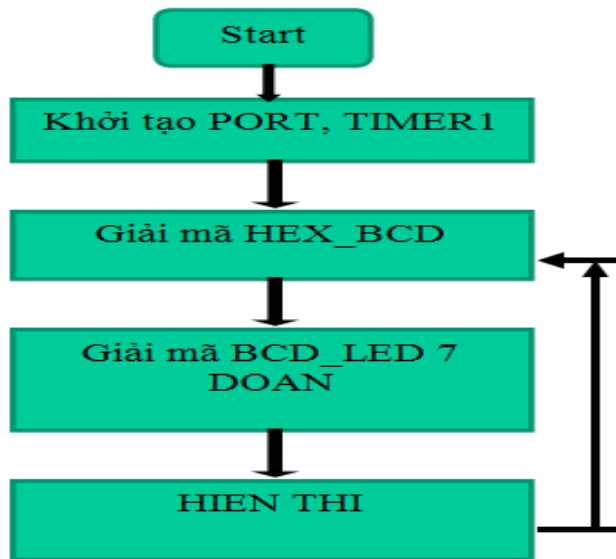 Start
Khởi tạo PORT, TIMER1
Giải mã HEX_BCD
Giải mã BCD_LED 7
DOAN
HIEN THI